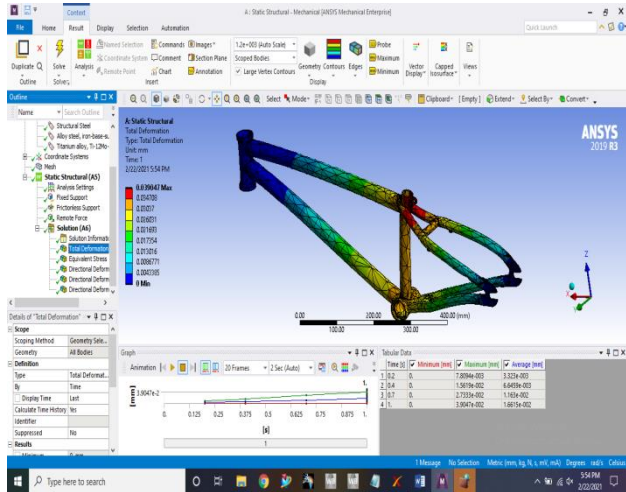 Context
A : Static Structural - Mechanical [ANSYS Mechanical Enterprise]
File Home Result Display Selection Automation
Quick Launch
Duplicate Q Solve Analysis
Named Selection Commands Images
Coordinate System Comment Section Plane
Remote Point Chart Annotation
1.2e+003 (Auto Scale)
Scoped Bodies
Large Vertex Contours
Geometry Contours Edges
Probe
Maximum
Minimum
Vector Display
Capped Isosurface
Views
Outline Insert Display
Outline
Name Search Outline
Select Mode Clipboard [ Empty ] Extend Select By Convert
Structural Steel
Alloy steel, iron-base-s
Titanium alloy, Ti-12Mo-
Coordinate Systems
Mesh
Static Structural (A5)
Analysis Settings
Fixed Support
Frictionless Support
Remote Force
Solution (A6)
Solution Informati
Total Deformation
Equivalent Stress
Directional Deform
Directional Deform
Directional Deform
A: Static Structural
Total Deformation
Type: Total Deformation
Unit: mm
Time: 1
2/22/2021 5:54 PM
0.039047 Max
0.034708
0.03037
0.026031
0.021693
0.017354
0.013016
0.0086771
0.0043385
0 Min
ANSYS
2019 R3
Z
X
0.00 200.00 400.00 (mm)
100.00 300.00
Details of "Total Deformation"
Scope
Scoping Method Geometry Sele...
Geometry All Bodies
Definition
Type Total Deformat...
By Time
Display Time Last
Calculate Time History Yes
Identifier
Suppressed No
Results
Minimum 0. mm
Graph
Animation 20 Frames 2 Sec (Auto)
1.
3.9047e-2
[mm]
0.
0. 0.125 0.25 0.375 0.5 0.625 0.75 0.875 1.
[s]
1
Tabular Data
Time [s] Minimum [mm] Maximum [mm] Average [mm]
1 0.2 0. 7.8094e-003 3.323e-003
2 0.4 0. 1.5619e-002 6.6459e-003
3 0.7 0. 2.7333e-002 1.163e-002
4 1. 0. 3.9047e-002 1.6615e-002
1 Message No Selection Metric (mm, kg, N, s, mV, mA) Degrees rad/s Celsius
Type here to search
5:54 PM
2/22/2021